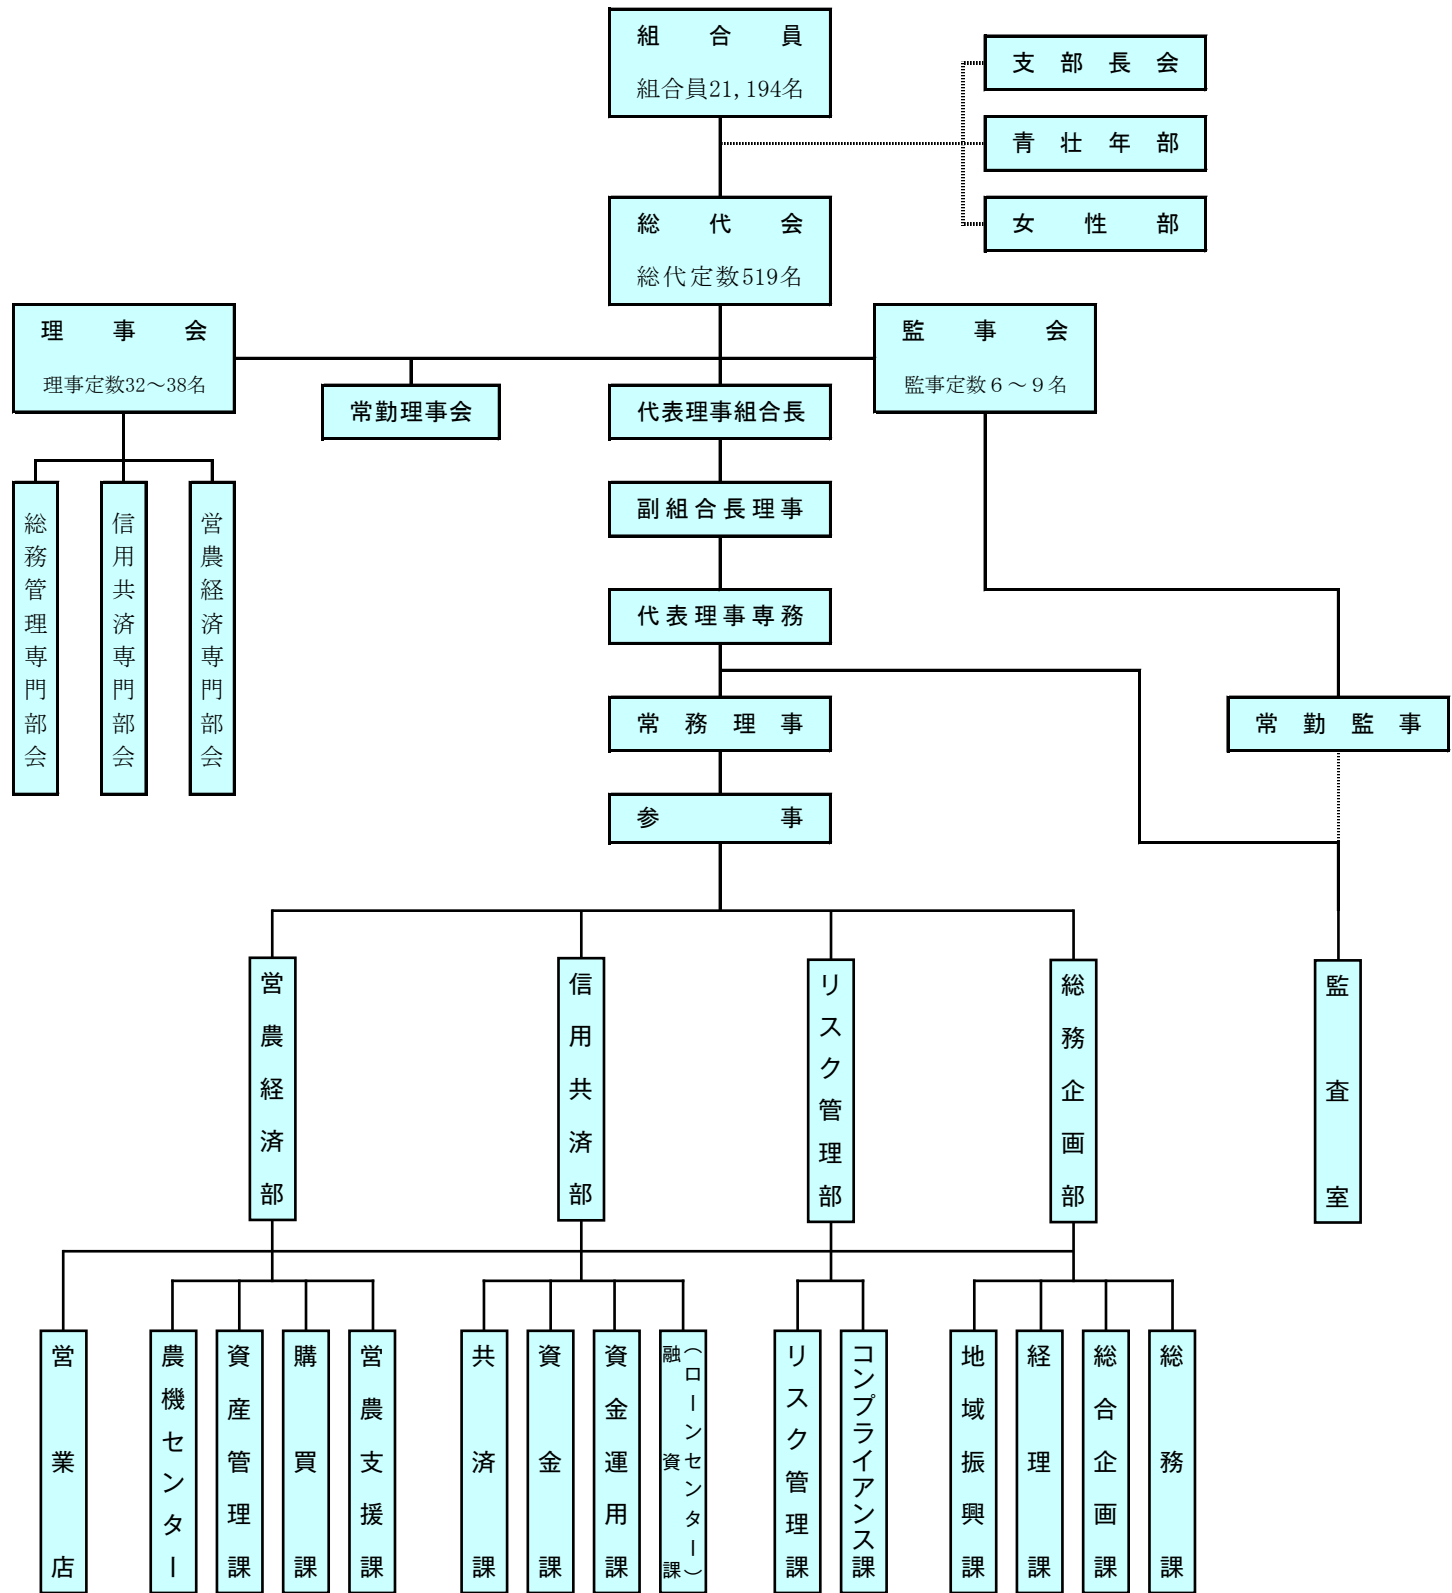 組合員
組合員21,194名
支部長会
青壮年部
女性部
総代会
総代定数519名
理事会
理事定数32～38名
監事会
監事定数６～９名
常勤理事会
代表理事組合長
副組合長理事
代表理事専務
常務理事
参事
常勤監事
総務管理専門部会
信用共済専門部会
営農経済専門部会
営農経済部
信用共済部
リスク管理部
総務企画部
監査室
営業店
農機センター
資産管理課
購買課
営農支援課
共済課
資金課
資金運用課
融資課
（ローンセンター）
リスク管理課
コンプライアンス課
地域振興課
経理課
総合企画課
総務課